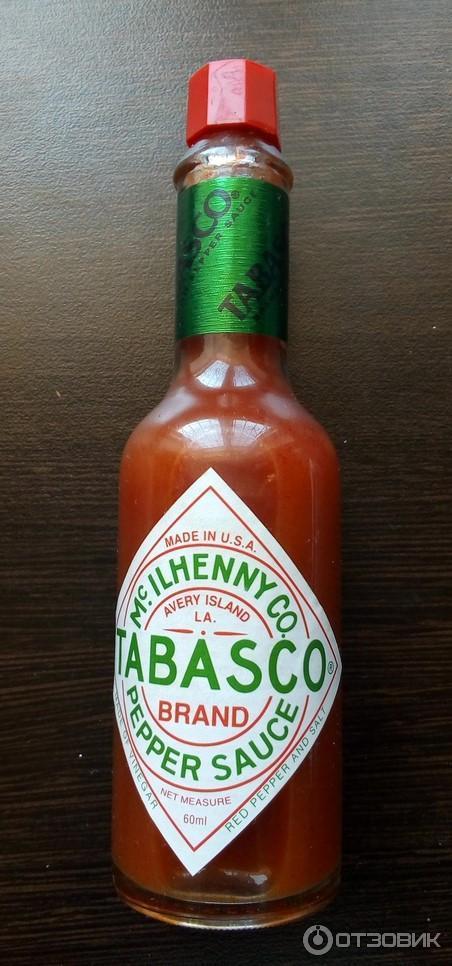 TABASCO®
PEPPER SAUCE
TABASCO
MADE IN U.S.A.
McILHENNY CO.
AVERY ISLAND
LA.
TABASCO®
BRAND
PEPPER SAUCE
VINEGAR
RED PEPPER AND SALT
NET MEASURE
60ml
ОТЗОВИК